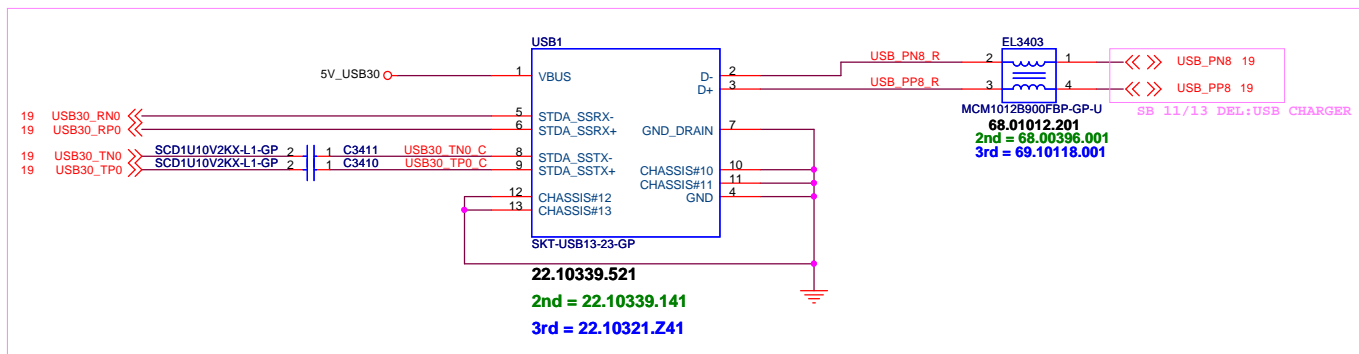 USB1
EL3403
5V_USB30
1
VBUS
D-
2
USB_PN8_R
2
1
USB_PN8 19
D+
3
USB_PP8_R
3
4
USB_PP8 19
MCM1012B900FBP-GP-U
68.01012.201
2nd = 68.00396.001
3rd = 69.10118.001
SB 11/13 DEL:USB CHARGER
19 USB30_RN0
5
STDA_SSRX-
19 USB30_RP0
6
STDA_SSRX+
GND_DRAIN
7
19 USB30_TN0
SCD1U10V2KX-L1-GP
2
1
C3411
USB30_TN0_C
8
STDA_SSTX-
19 USB30_TP0
SCD1U10V2KX-L1-GP
2
1
C3410
USB30_TP0_C
9
STDA_SSTX+
CHASSIS#10
10
CHASSIS#11
11
12
CHASSIS#12
GND
4
13
CHASSIS#13
SKT-USB13-23-GP
22.10339.521
2nd = 22.10339.141
3rd = 22.10321.Z41